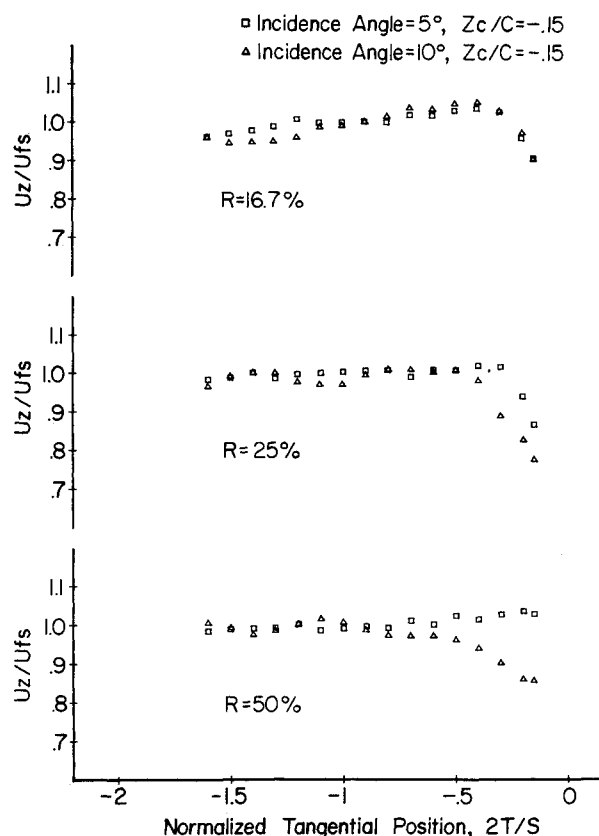 □ Incidence Angle=5°, Zc/C=-.15
△ Incidence Angle=10°, Zc/C=-.15
1.1
1.0
.9
.8
.7
Uz/Ufs
R=16.7%
1.1
1.0
.9
.8
.7
Uz/Ufs
R=25%
1.1
1.0
.9
.8
.7
Uz/Ufs
R=50%
-2 -1.5 -1 -.5 0
Normalized Tangential Position, 2T/S